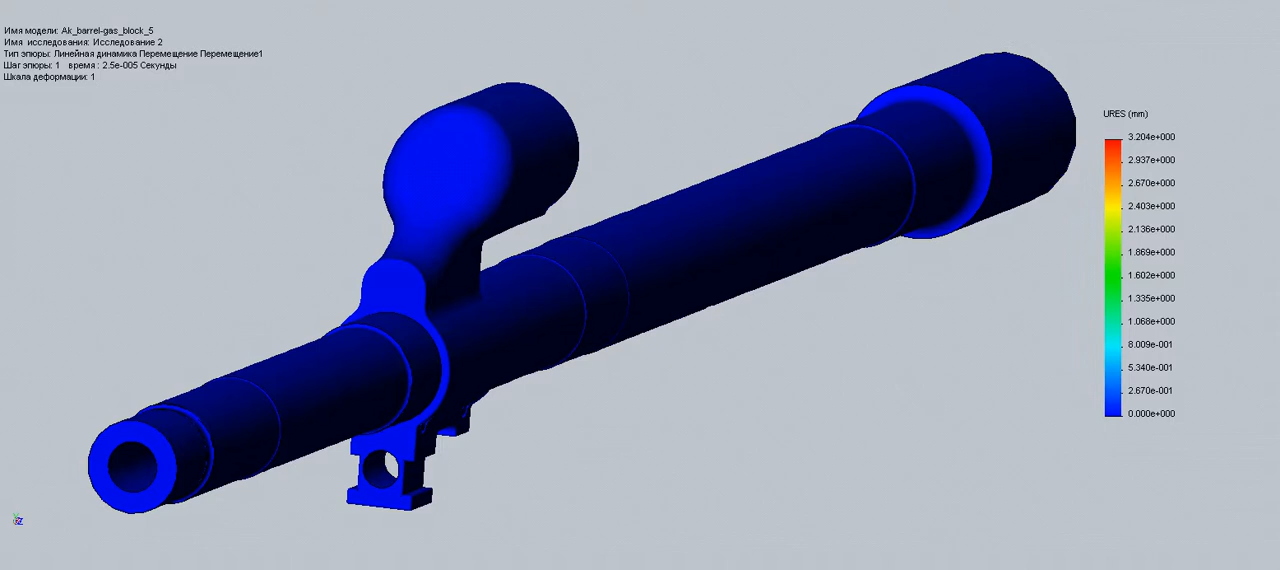 Имя модели: Ak_barrel-gas_block_5
Имя исследования: Исследование 2
Тип эпюры: Линейная динамика Перемещение Перемещение1
Шаг эпюры: 1 время : 2.5e-005 Секунды
Шкала деформации: 1
URES (mm)
3.204e+000
2.937e+000
2.670e+000
2.403e+000
2.136e+000
1.869e+000
1.602e+000
1.335e+000
1.068e+000
8.009e-001
5.340e-001
2.670e-001
0.000e+000